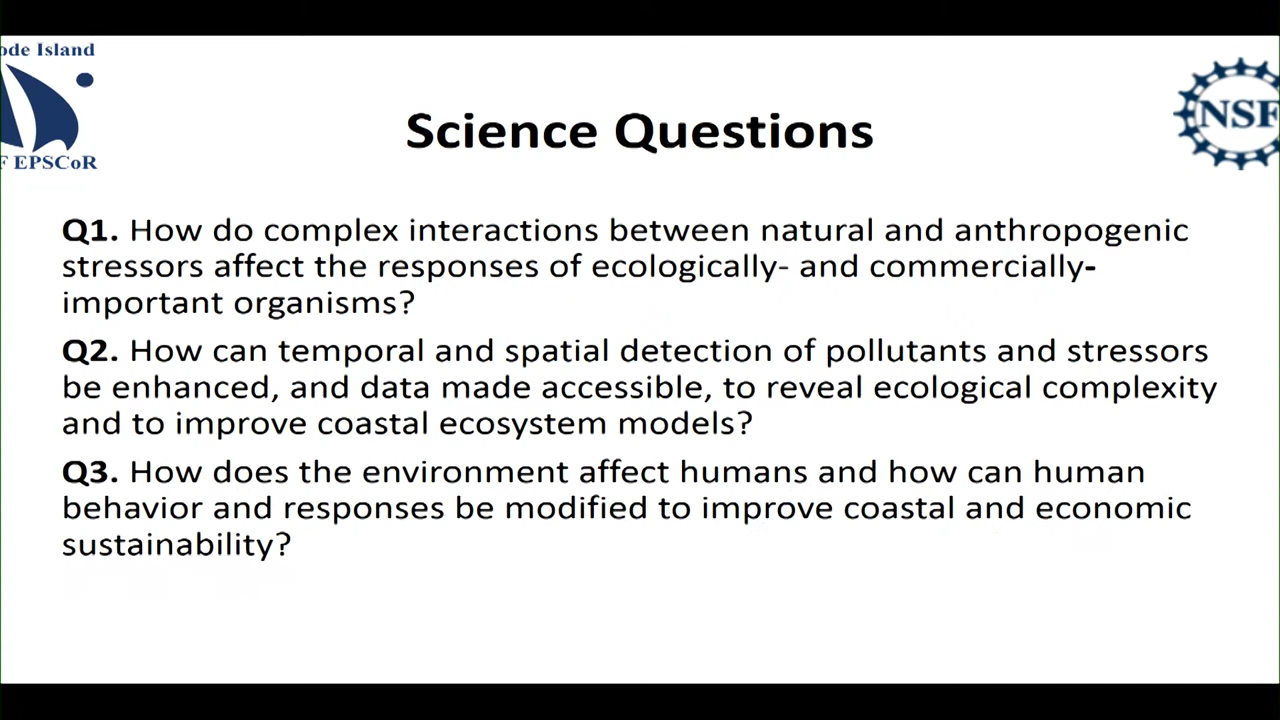 ode Island
F EPSCoR
NSF
Science Questions
Q1. How do complex interactions between natural and anthropogenic
stressors affect the responses of ecologically- and commercially-
important organisms?
Q2. How can temporal and spatial detection of pollutants and stressors
be enhanced, and data made accessible, to reveal ecological complexity
and to improve coastal ecosystem models?
Q3. How does the environment affect humans and how can human
behavior and responses be modified to improve coastal and economic
sustainability?